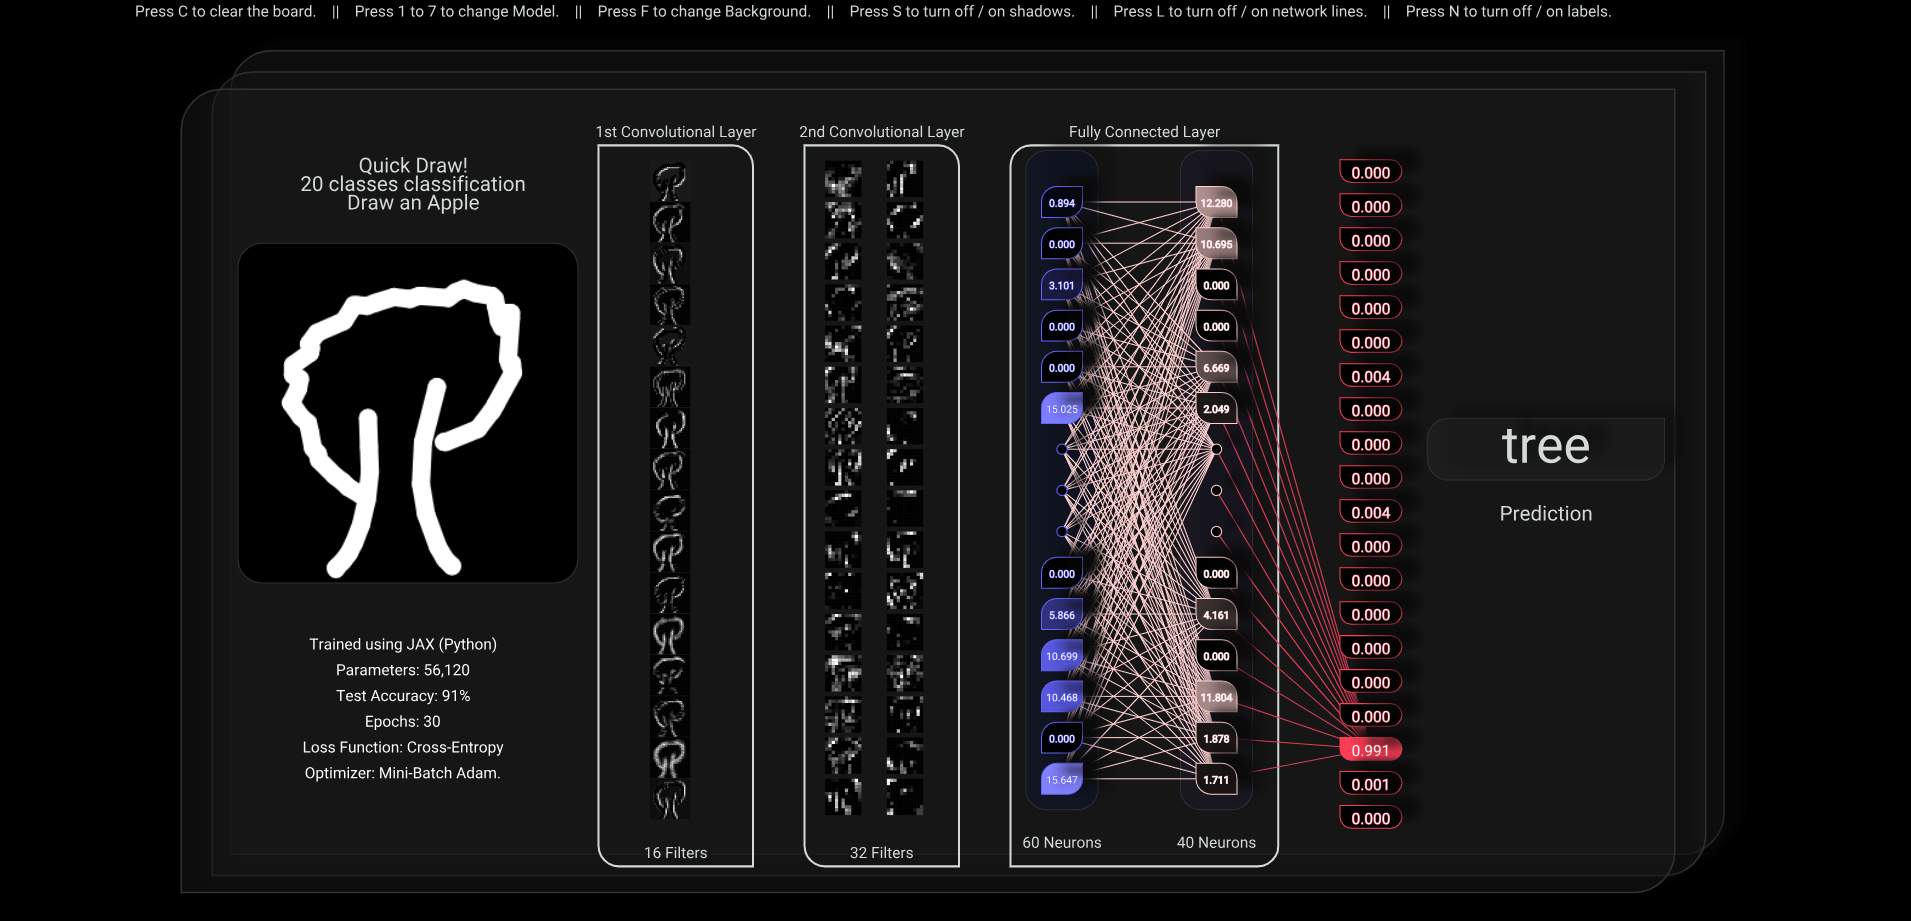 Press C to clear the board. || Press 1 to 7 to change Model. || Press F to change Background. || Press S to turn off / on shadows. || Press L to turn off / on network lines. || Press N to turn off / on labels.
Quick Draw!
20 classes classification
Draw an Apple
Trained using JAX (Python)
Parameters: 56,120
Test Accuracy: 91%
Epochs: 30
Loss Function: Cross-Entropy
Optimizer: Mini-Batch Adam.
1st Convolutional Layer
16 Filters
2nd Convolutional Layer
32 Filters
Fully Connected Layer
0.894
0.000
3.101
0.000
0.000
15.025
0.000
5.866
10.699
10.468
0.000
15.647
60 Neurons
12.280
10.695
0.000
0.000
6.669
2.049
0.000
4.161
0.000
11.804
1.878
1.711
40 Neurons
0.000
0.000
0.000
0.000
0.000
0.000
0.004
0.000
0.000
0.000
0.004
0.000
0.000
0.000
0.000
0.000
0.000
0.991
0.001
0.000
tree
Prediction